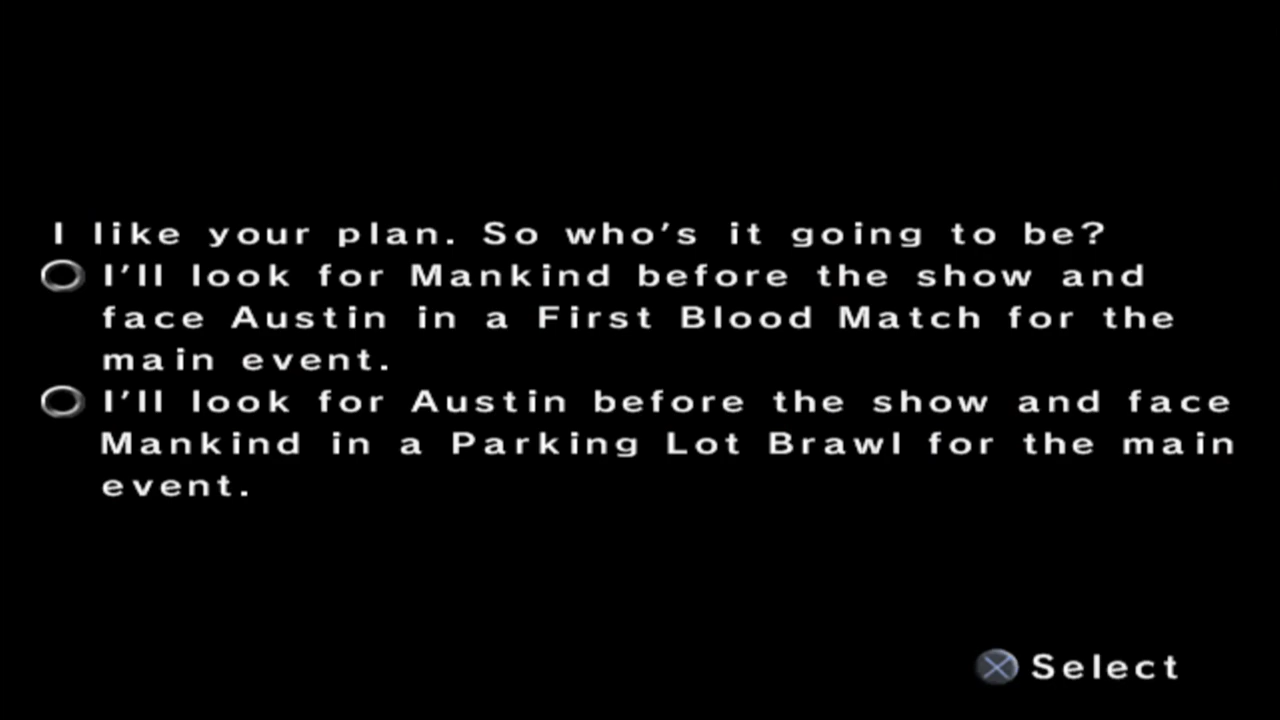 I like your plan. So who's it going to be?
I'll look for Mankind before the show and
face Austin in a First Blood Match for the
main event.
I'll look for Austin before the show and face
Mankind in a Parking Lot Brawl for the main
event.
Select